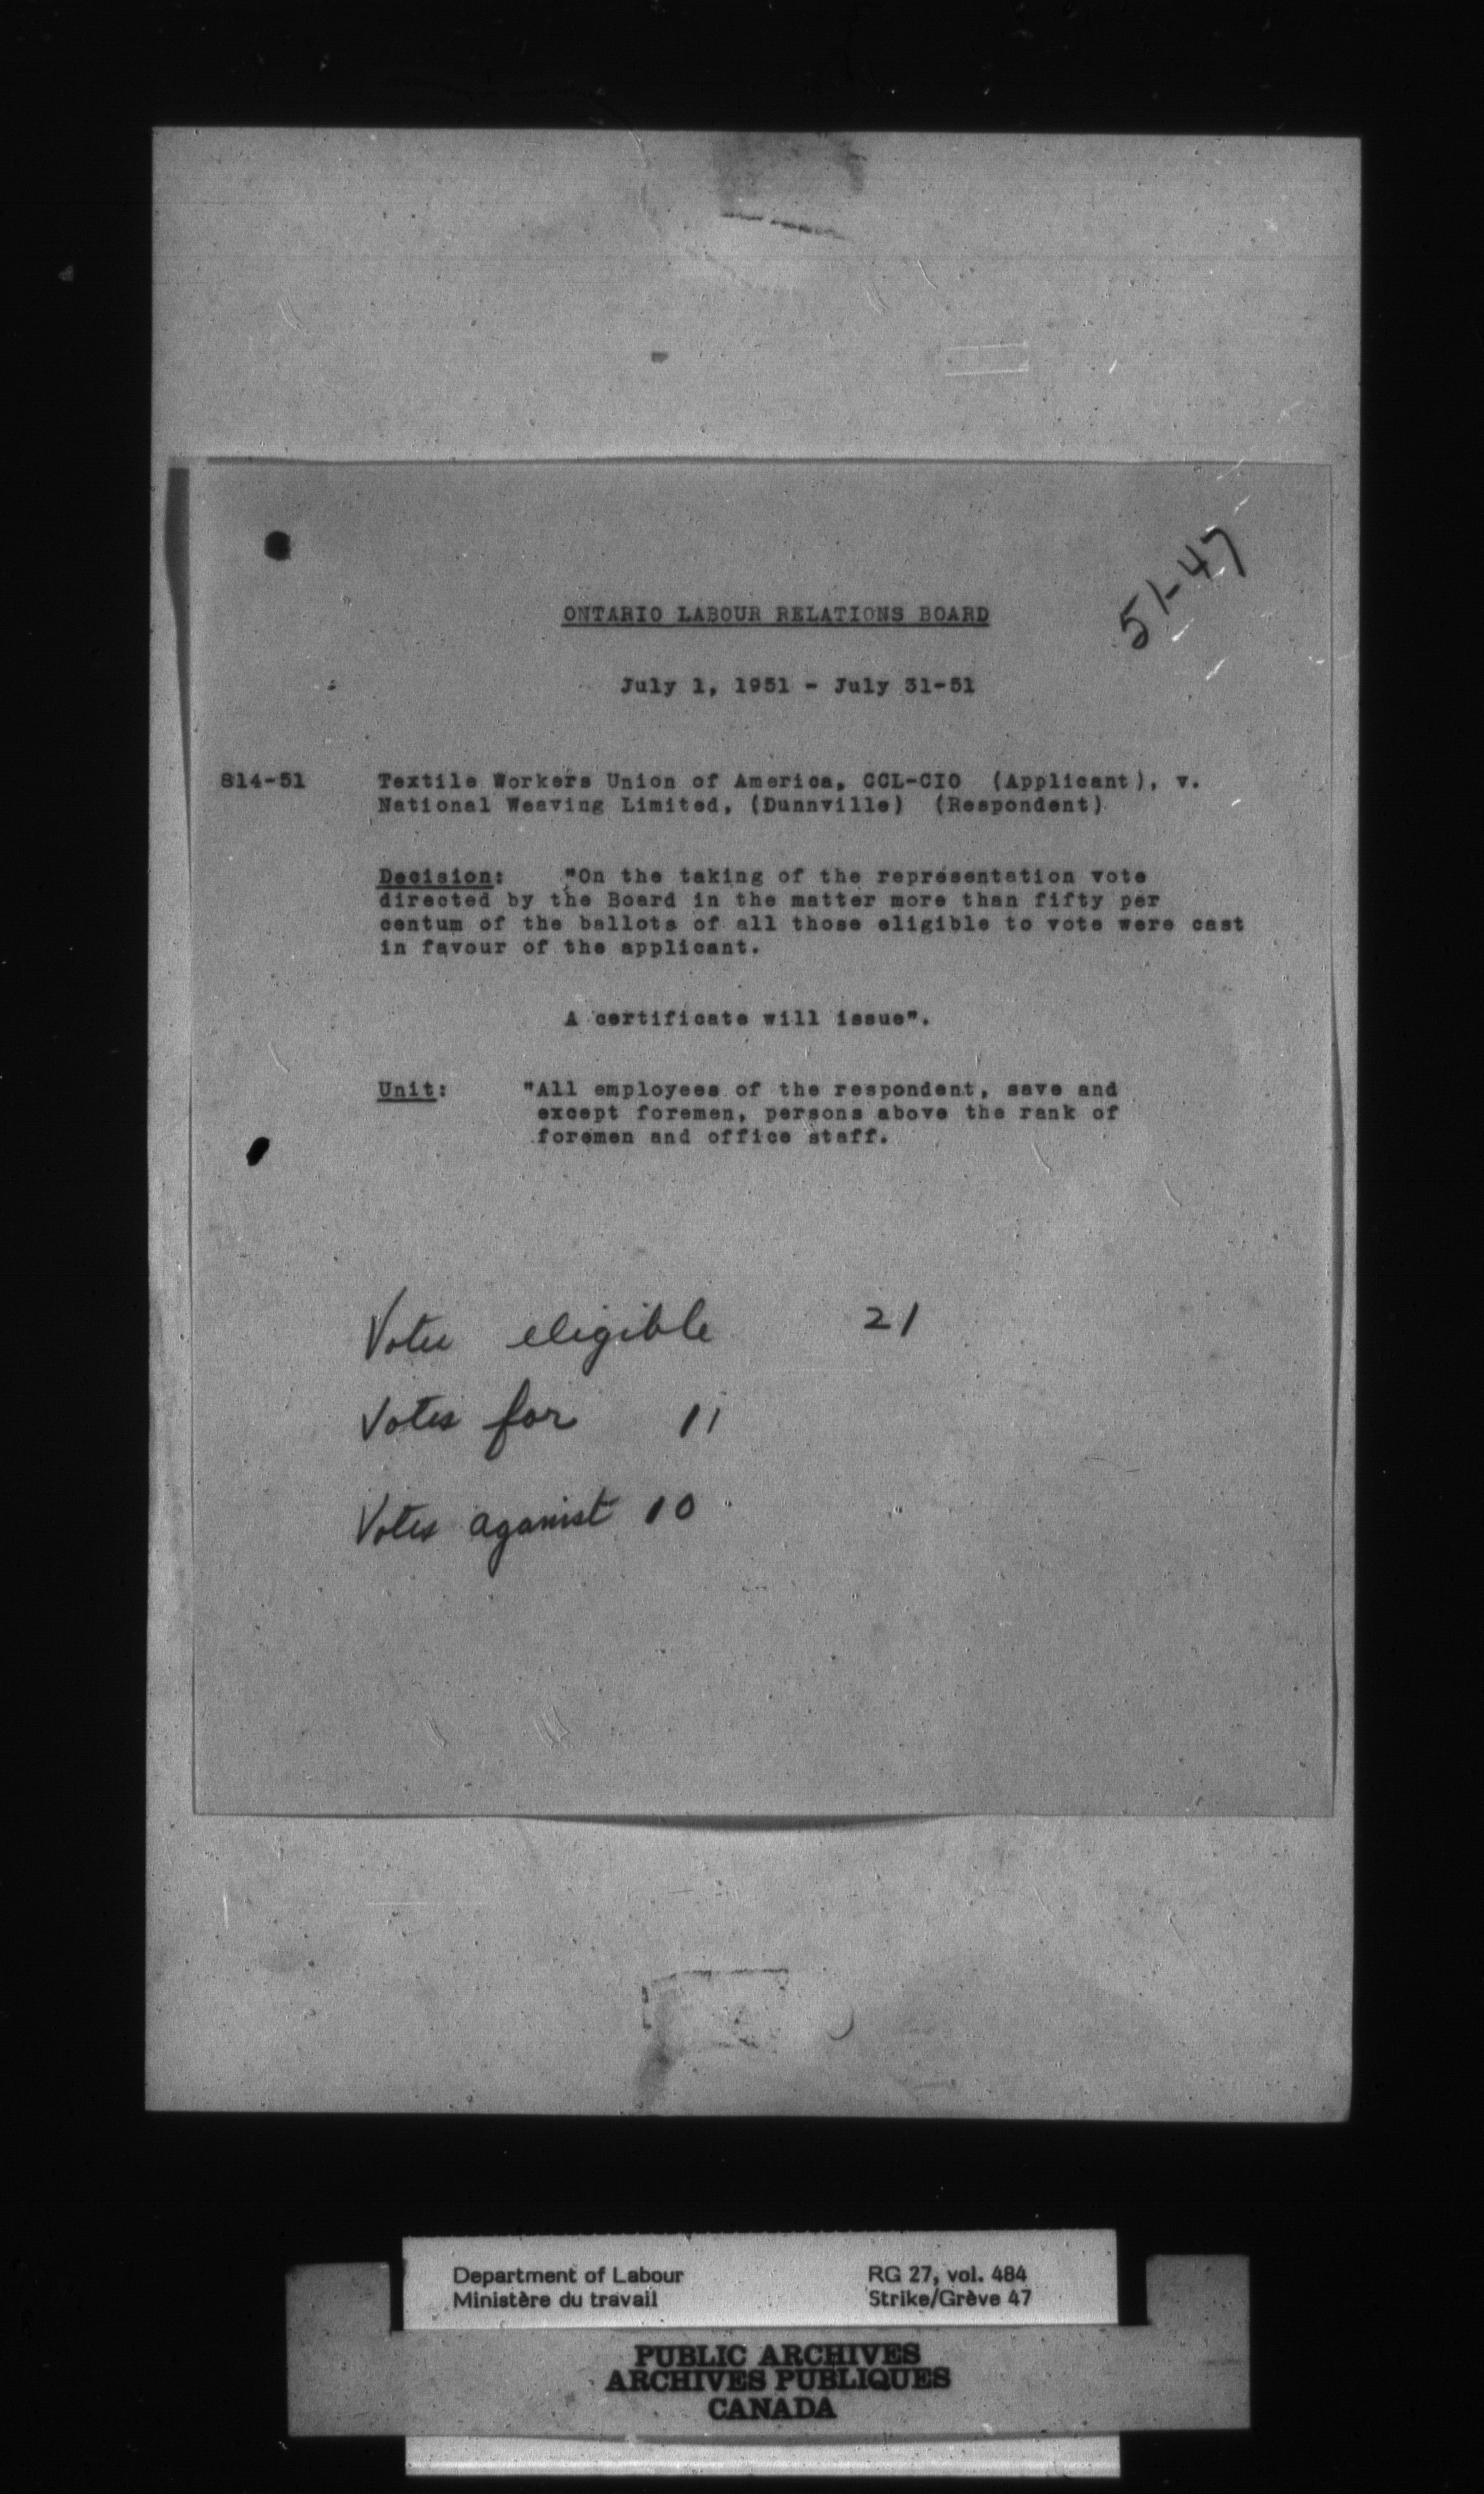 51-47
ONTARIO LABOUR RELATIONS BOARD
July 1, 1951 - July 31-51
814-51 Textile Workers Union of America, CCL-CIO (Applicant), v.
National Weaving Limited, (Dunnville) (Respondent)
Decision: "On the taking of the representation vote
directed by the Board in the matter more than fifty per
centum of the ballots of all those eligible to vote were cast
in favour of the applicant.
A certificate will issue".
Unit: "All employees of the respondent, save and
except foremen, persons above the rank of
foremen and office staff.
Votes eligible 21
Votes for 11
Votes against 10
Department of Labour RG 27, vol. 484
Ministère du travail Strike/Grève 47
PUBLIC ARCHIVES
ARCHIVES PUBLIQUES
CANADA